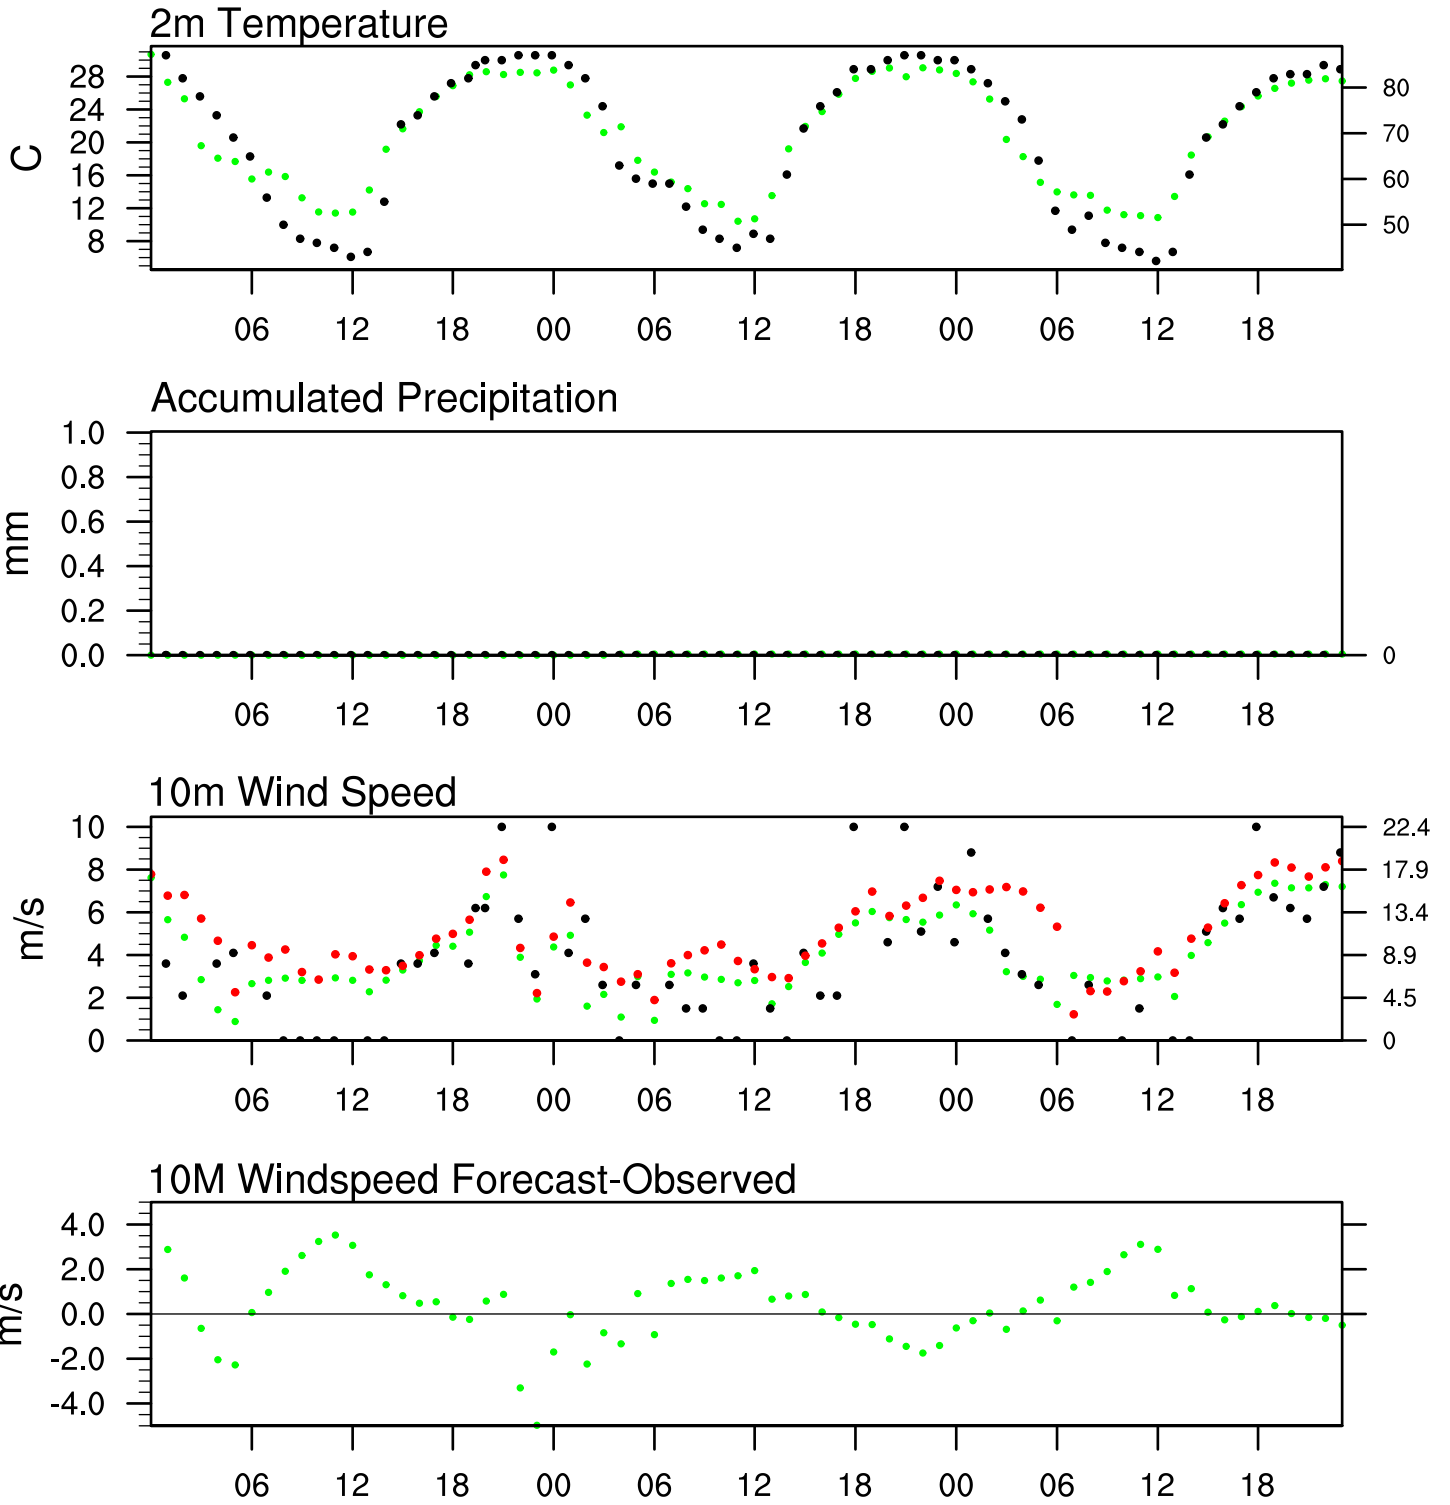 2m Temperature
28
24
20
16
12
8
C
80
70
60
50
06 12 18 00 06 12 18 00 06 12 18
Accumulated Precipitation
1.0
0.8
0.6
0.4
0.2
0.0
mm
0
06 12 18 00 06 12 18 00 06 12 18
10m Wind Speed
10
8
6
4
2
0
m/s
22.4
17.9
13.4
8.9
4.5
0
06 12 18 00 06 12 18 00 06 12 18
10M Windspeed Forecast-Observed
4.0
2.0
0.0
-2.0
-4.0
m/s
06 12 18 00 06 12 18 00 06 12 18